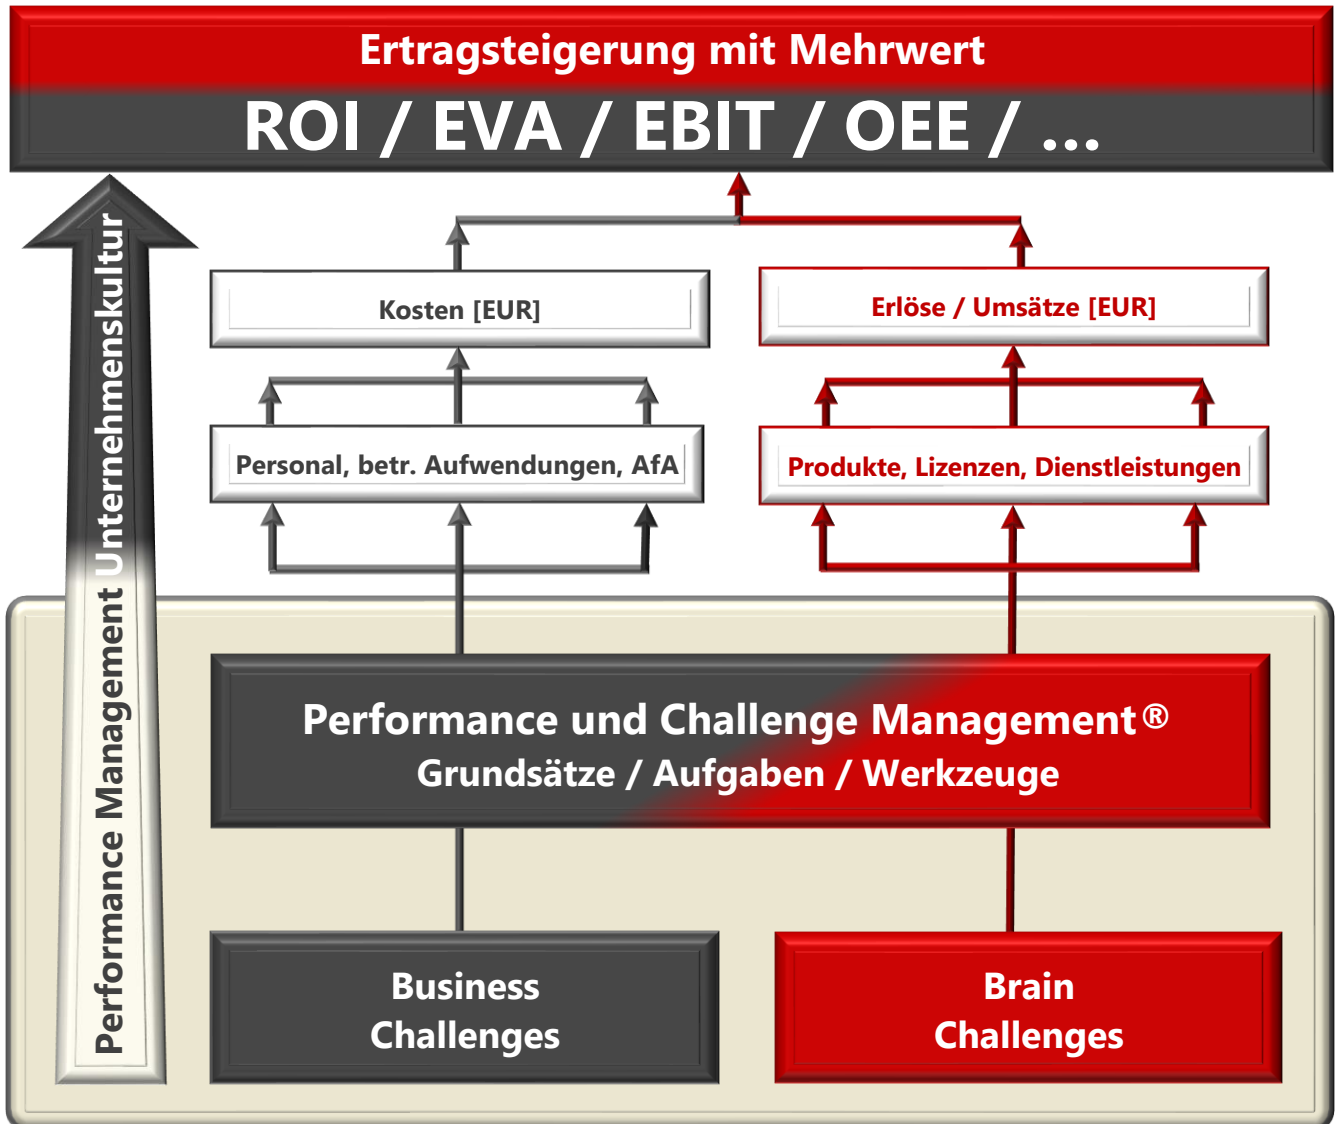 Ertragsteigerung mit Mehrwert
ROI / EVA / EBIT / OEE / ...
Performance Management Unternehmenskultur
Kosten [EUR]
Erlöse / Umsätze [EUR]
Personal, betr. Aufwendungen, AfA
Produkte, Lizenzen, Dienstleistungen
Performance und Challenge Management®
Grundsätze / Aufgaben / Werkzeuge
Business
Challenges
Brain
Challenges